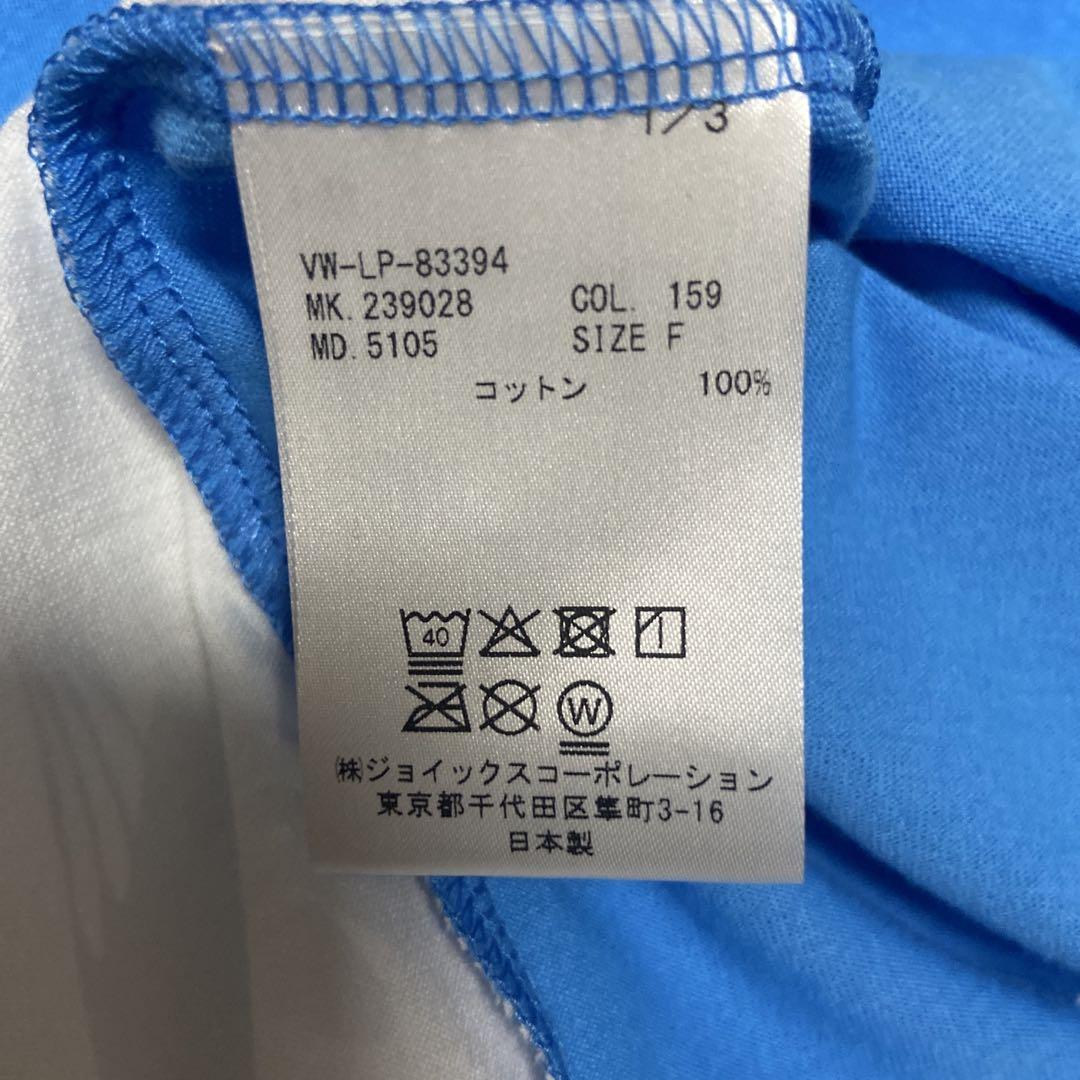 1/3
VW-LP-83394
MK.239028 COL. 159
MD.5105 SIZE F
コットン 100%
40
W
㈱ジョイックスコーポレーション
東京都千代田区隼町3-16
日本製